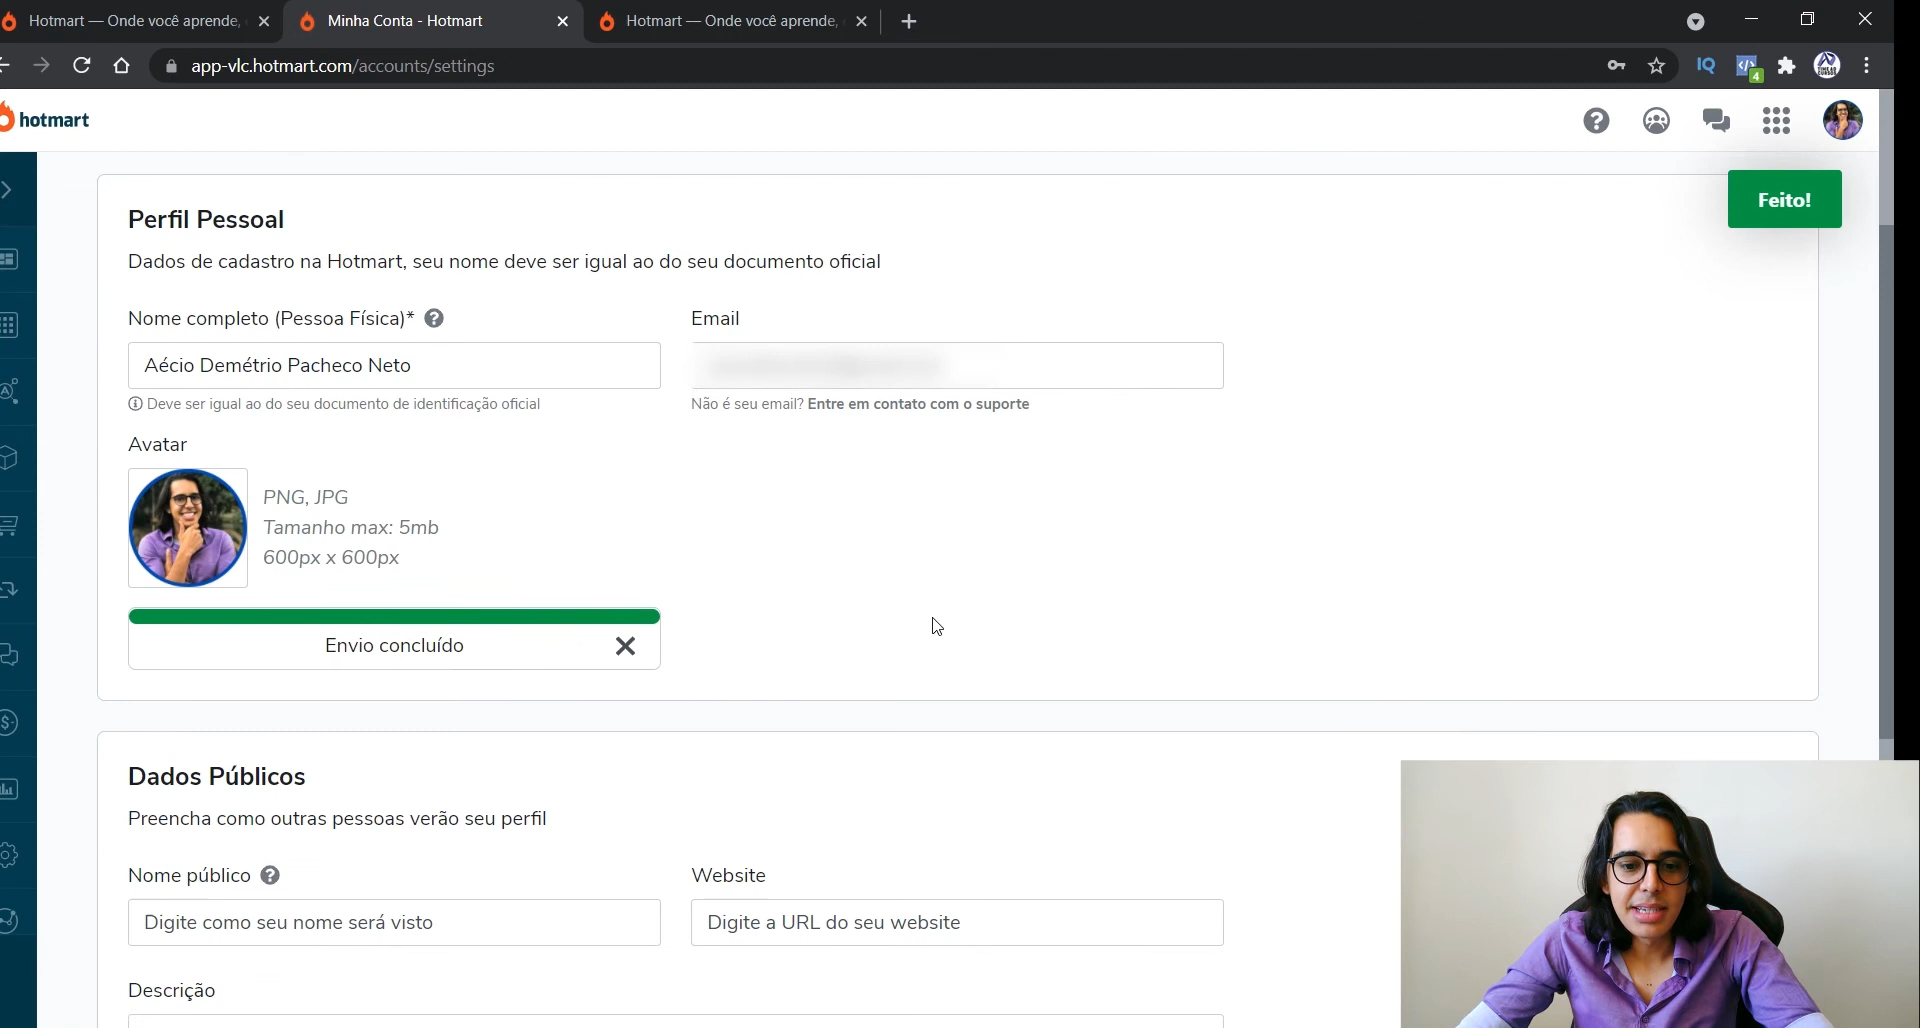 Hotmart — Onde você aprende,
Minha Conta - Hotmart
Hotmart — Onde você aprende,
app-vlc.hotmart.com/accounts/settings
IQ
4
hotmart
Feito!
Perfil Pessoal
Dados de cadastro na Hotmart, seu nome deve ser igual ao do seu documento oficial
Nome completo (Pessoa Física)*
Email
Aécio Demétrio Pacheco Neto
Deve ser igual ao do seu documento de identificação oficial
Não é seu email? Entre em contato com o suporte
Avatar
PNG, JPG
Tamanho max: 5mb
600px x 600px
Envio concluído
Dados Públicos
Preencha como outras pessoas verão seu perfil
Nome público
Website
Digite como seu nome será visto
Digite a URL do seu website
Descrição